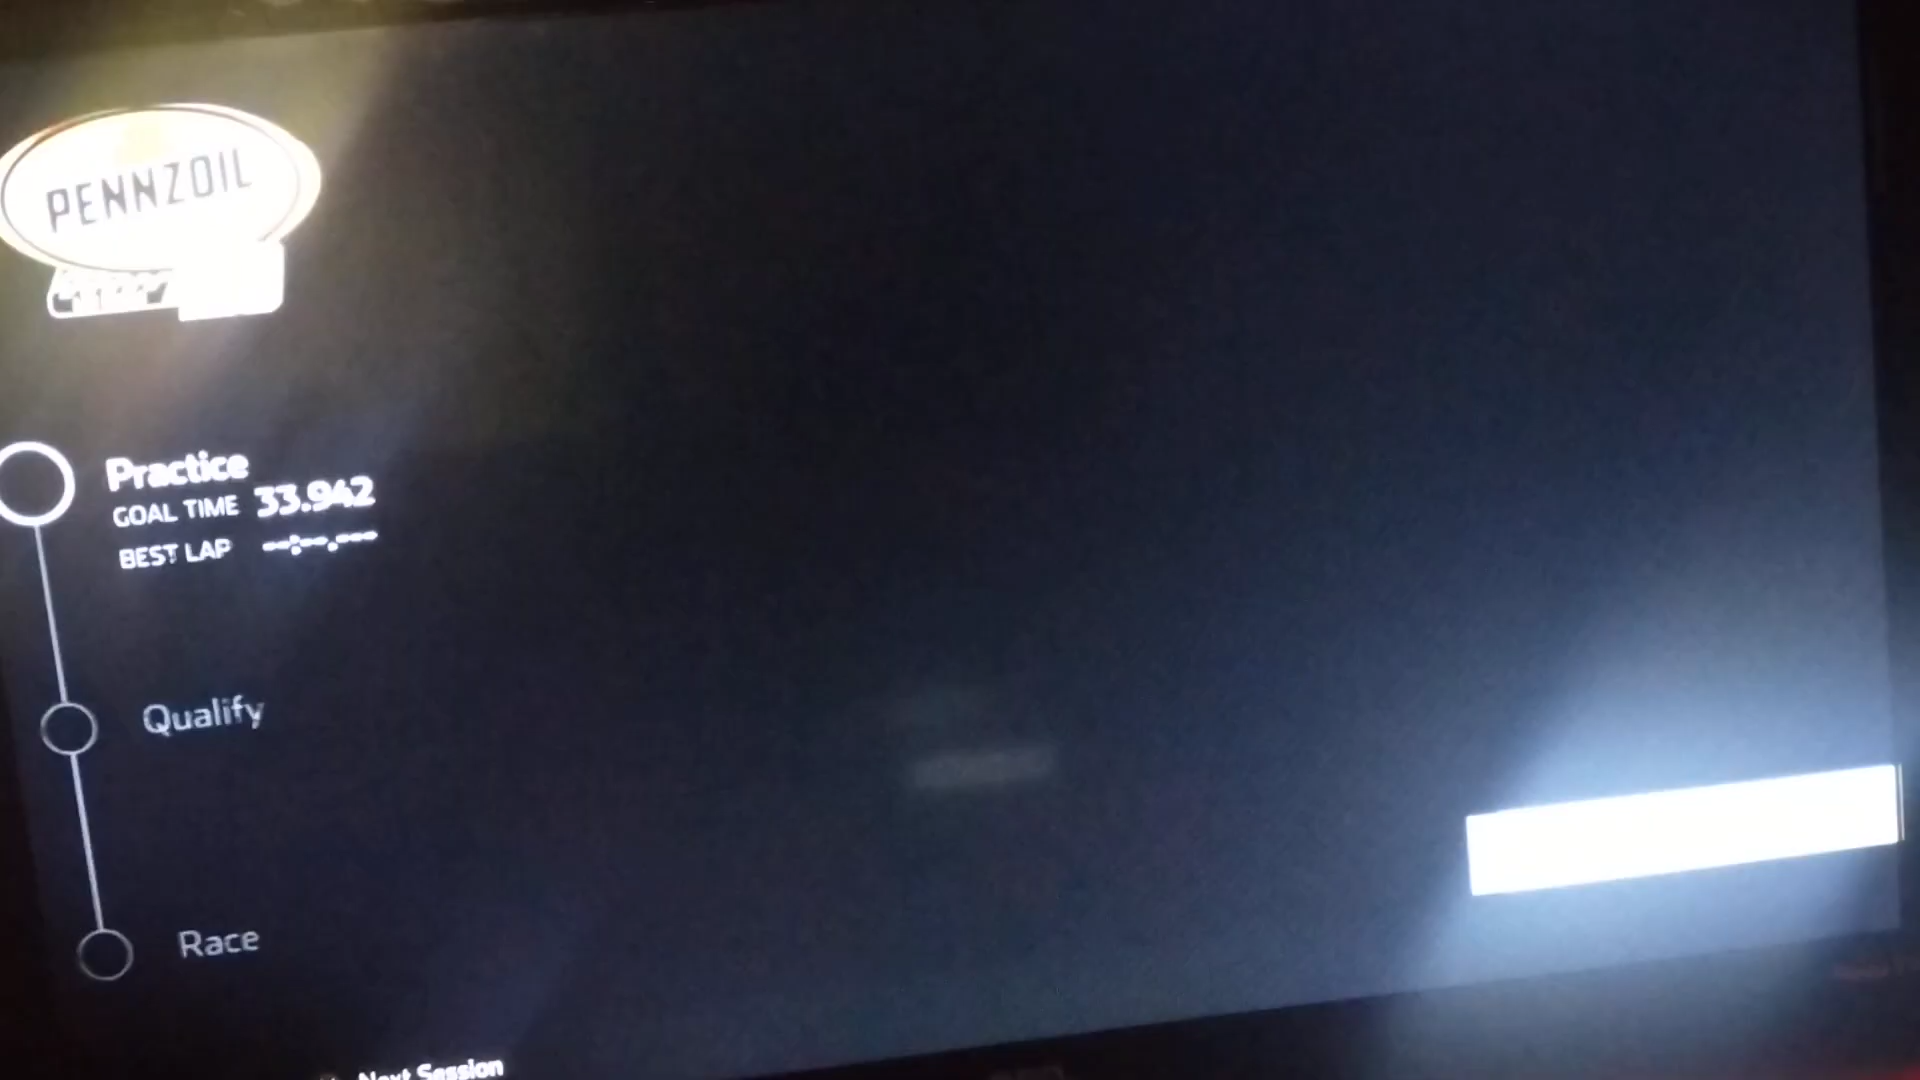 PENNZOIL
Practice
GOAL TIME 33.942
BEST LAP --:--.---
Qualify
Race
Next Session